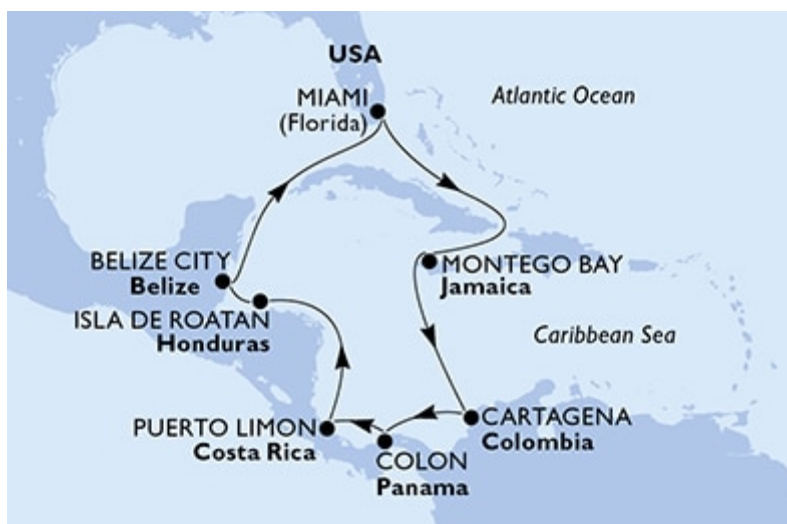 USA
MIAMI
(Florida)
Atlantic Ocean
BELIZE CITY
Belize
MONTEGO BAY
Jamaica
ISLA DE ROATAN
Honduras
Caribbean Sea
PUERTO LIMON
Costa Rica
CARTAGENA
Colombia
COLON
Panama